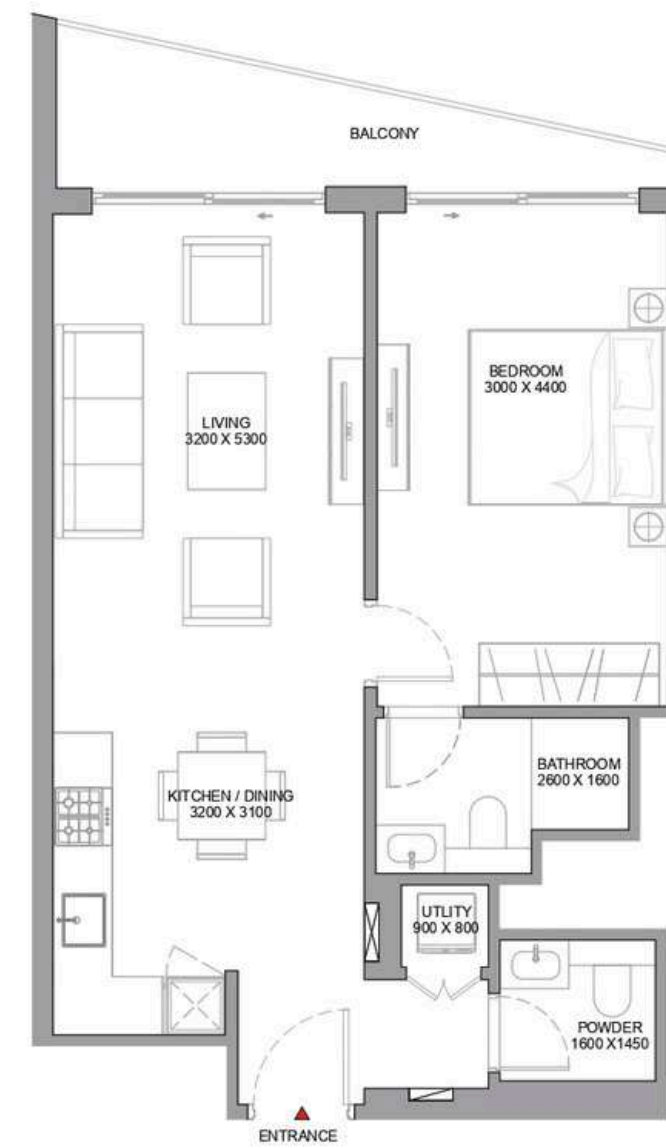 BALCONY
BEDROOM
3000 X 4400
LIVING
3200 X 5300
BATHROOM
2600 X 1600
KITCHEN / DINING
3200 X 3100
UTLITY
900 X 800
POWDER
1600 X1450
ENTRANCE